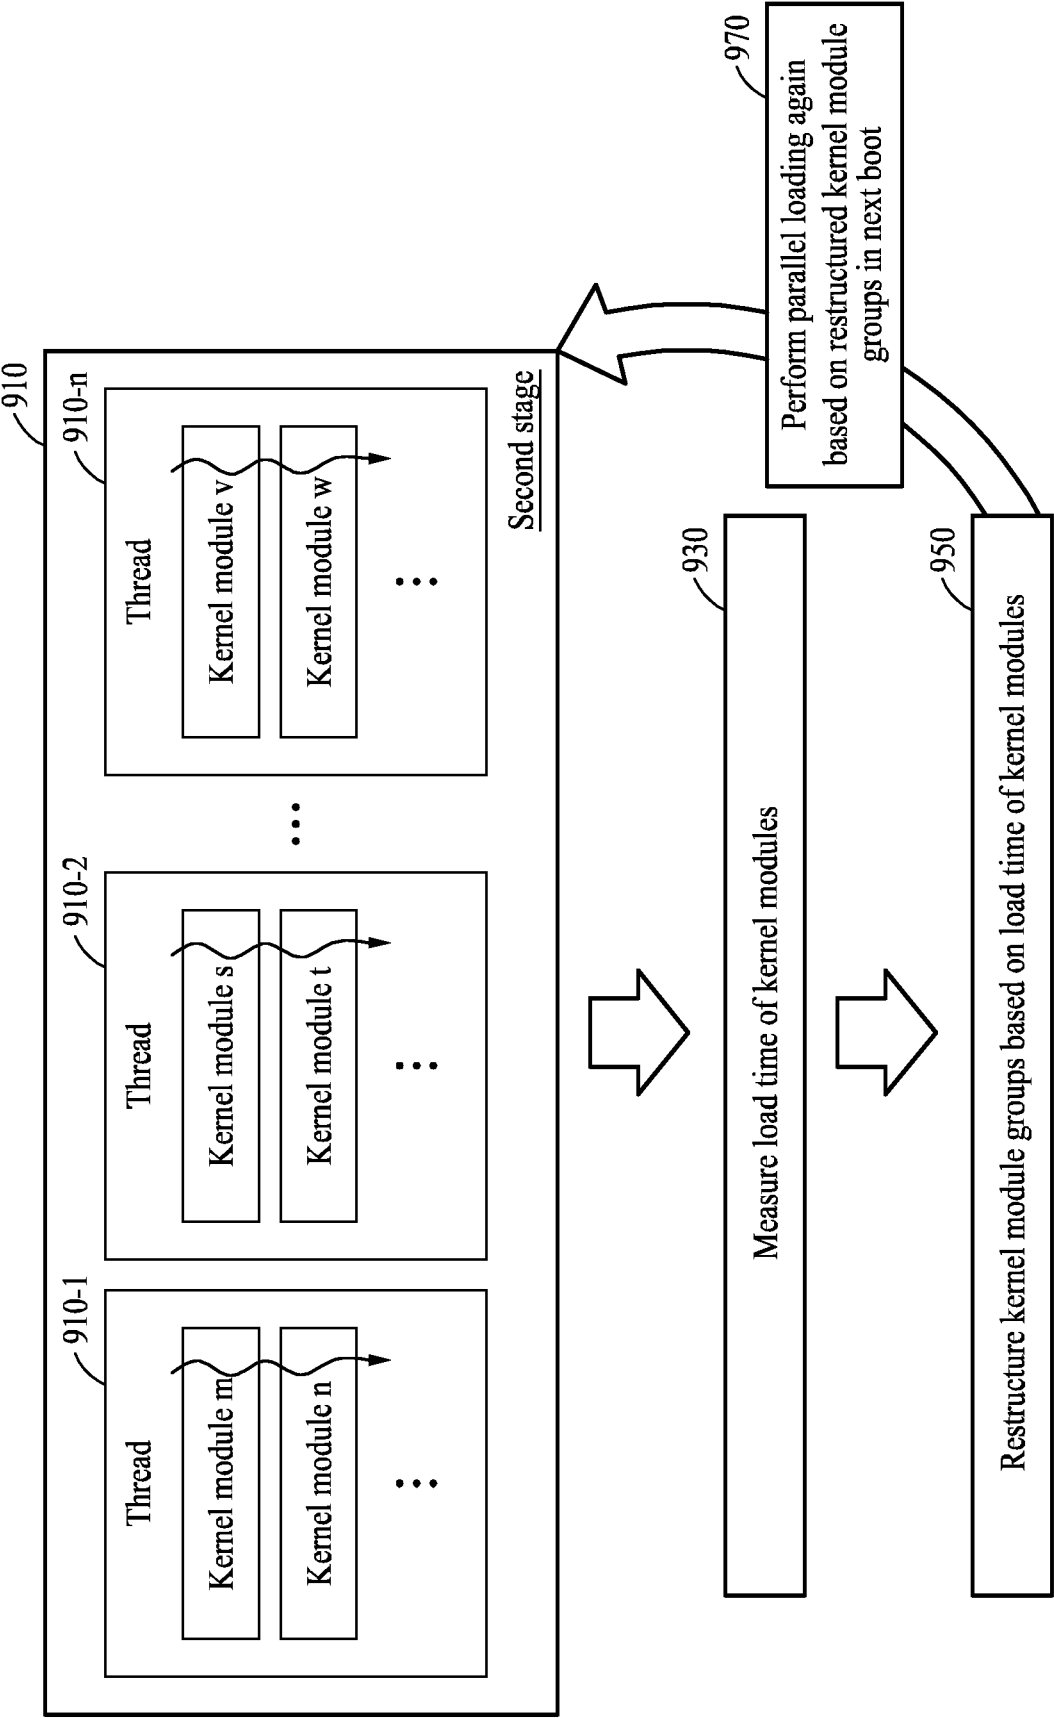 910
910-1
Thread
Kernel module m
Kernel module n
910-2
Thread
Kernel module s
Kernel module t
910-n
Thread
Kernel module v
Kernel module w
Second stage
930
Measure load time of kernel modules
950
Restructure kernel module groups based on load time of kernel modules
970
Perform parallel loading again
based on restructured kernel module
groups in next boot